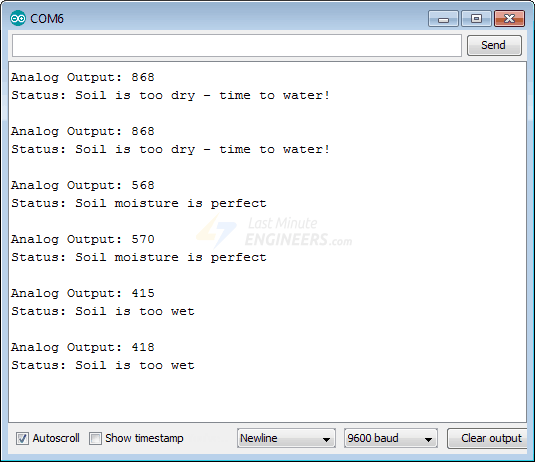 COM6
Send
Analog Output: 868
Status: Soil is too dry - time to water!
Analog Output: 868
Status: Soil is too dry - time to water!
Analog Output: 568
Status: Soil moisture is perfect
Last Minute
ENGINEERS.com
Analog Output: 570
Status: Soil moisture is perfect
Analog Output: 415
Status: Soil is too wet
Analog Output: 418
Status: Soil is too wet
Autoscroll Show timestamp Newline 9600 baud Clear output